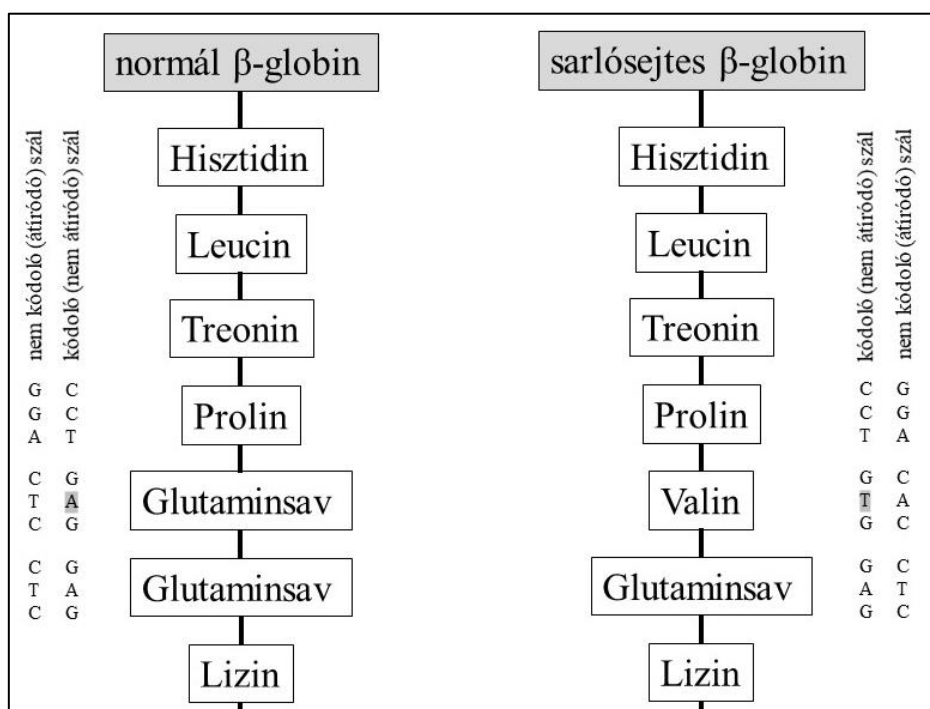 normál β-globin
Hisztidin
Leucin
Treonin
Prolin
Glutaminsav
Glutaminsav
Lizin
nem kódoló (átíródó) szál
G
G
A
C
T
C
C
T
C
kódoló (nem átíródó) szál
C
C
T
G
A
G
G
A
G
sarlósejtes β-globin
Hisztidin
Leucin
Treonin
Prolin
Valin
Glutaminsav
Lizin
kódoló (nem átíródó) szál
C
C
T
G
T
G
G
A
G
nem kódoló (átíródó) szál
G
G
A
C
A
C
C
T
C